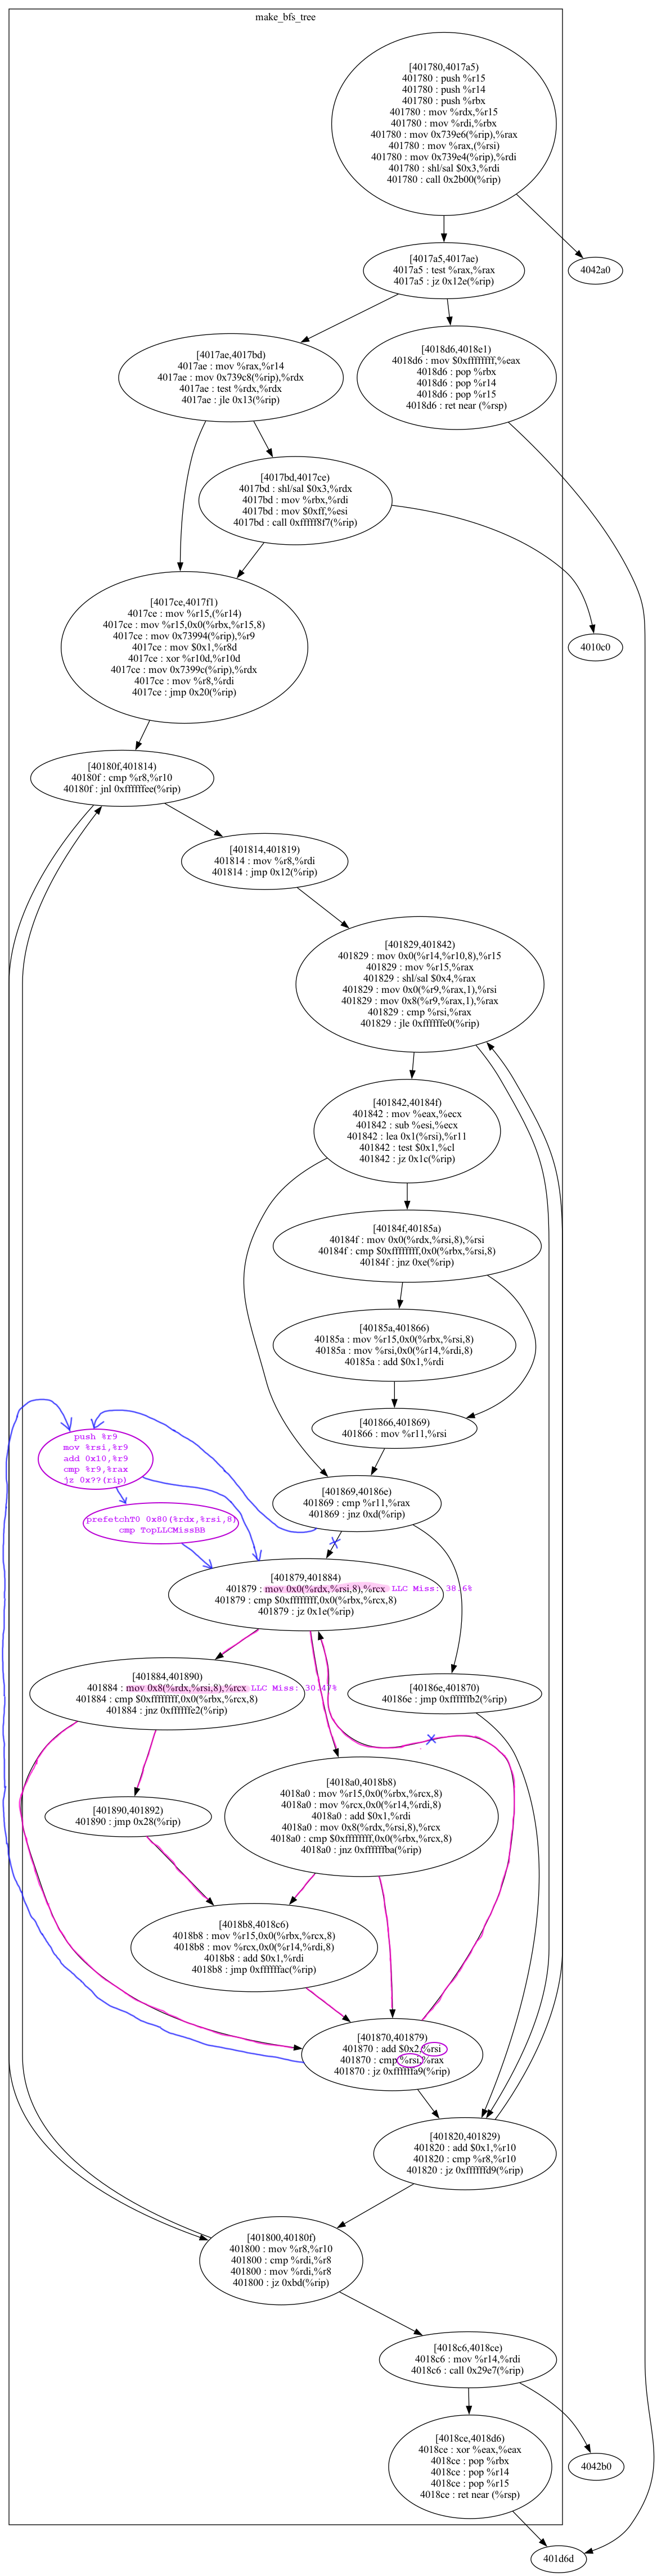 make_bfs_tree
[401780,4017a5)
401780 : push %r15
401780 : push %r14
401780 : push %rbx
401780 : mov %rdx,%r15
401780 : mov %rdi,%rbx
401780 : mov 0x739e6(%rip),%rax
401780 : mov %rax,(%rsi)
401780 : mov 0x739e4(%rip),%rdi
401780 : shl/sal $0x3,%rdi
401780 : call 0x2b00(%rip)
[4017a5,4017ae)
4017a5 : test %rax,%rax
4017a5 : jz 0x12e(%rip)
4042a0
[4017ae,4017bd)
4017ae : mov %rax,%r14
4017ae : mov 0x739c8(%rip),%rdx
4017ae : test %rdx,%rdx
4017ae : jle 0x13(%rip)
[4018d6,4018e1)
4018d6 : mov $0xffffffff,%eax
4018d6 : pop %rbx
4018d6 : pop %r14
4018d6 : pop %r15
4018d6 : ret near (%rsp)
[4017bd,4017ce)
4017bd : shl/sal $0x3,%rdx
4017bd : mov %rbx,%rdi
4017bd : mov $0xff,%esi
4017bd : call 0xfffff8f7(%rip)
[4017ce,4017f1)
4017ce : mov %r15,(%r14)
4017ce : mov %r15,0x0(%rbx,%r15,8)
4017ce : mov 0x73994(%rip),%r9
4017ce : mov $0x1,%r8d
4017ce : xor %r10d,%r10d
4017ce : mov 0x7399c(%rip),%rdx
4017ce : mov %r8,%rdi
4017ce : jmp 0x20(%rip)
4010c0
[40180f,401814)
40180f : cmp %r8,%r10
40180f : jnl 0xffffffee(%rip)
[401814,401819)
401814 : mov %r8,%rdi
401814 : jmp 0x12(%rip)
[401829,401842)
401829 : mov 0x0(%r14,%r10,8),%r15
401829 : mov %r15,%rax
401829 : shl/sal $0x4,%rax
401829 : mov 0x0(%r9,%rax,1),%rsi
401829 : mov 0x8(%r9,%rax,1),%rax
401829 : cmp %rsi,%rax
401829 : jle 0xffffffe0(%rip)
[401842,40184f)
401842 : mov %eax,%ecx
401842 : sub %esi,%ecx
401842 : lea 0x1(%rsi),%r11
401842 : test $0x1,%cl
401842 : jz 0x1c(%rip)
[40184f,40185a)
40184f : mov 0x0(%rdx,%rsi,8),%rsi
40184f : cmp $0xffffffff,0x0(%rbx,%rsi,8)
40184f : jnz 0xe(%rip)
[40185a,401866)
40185a : mov %r15,0x0(%rbx,%rsi,8)
40185a : mov %rsi,0x0(%r14,%rdi,8)
40185a : add $0x1,%rdi
[401866,401869)
401866 : mov %r11,%rsi
push %r9
mov %rsi,%r9
add 0x10,%r9
cmp %r9,%rax
jz 0x??(rip)
[401869,40186e)
401869 : cmp %r11,%rax
401869 : jnz 0xd(%rip)
prefetchT0 0x80(%rdx,%rsi,8)
cmp TopLLCMissBB
[401879,401884)
401879 : mov 0x0(%rdx,%rsi,8),%rcx LLC Miss: 38.6%
401879 : cmp $0xffffffff,0x0(%rbx,%rcx,8)
401879 : jz 0x1e(%rip)
[401884,401890)
401884 : mov 0x8(%rdx,%rsi,8),%rcx LLC Miss: 30.47%
401884 : cmp $0xffffffff,0x0(%rbx,%rcx,8)
401884 : jnz 0xffffffe2(%rip)
[40186e,401870)
40186e : jmp 0xffffffb2(%rip)
[4018a0,4018b8)
4018a0 : mov %r15,0x0(%rbx,%rcx,8)
4018a0 : mov %rcx,0x0(%r14,%rdi,8)
4018a0 : add $0x1,%rdi
4018a0 : mov 0x8(%rdx,%rsi,8),%rcx
4018a0 : cmp $0xffffffff,0x0(%rbx,%rcx,8)
4018a0 : jnz 0xffffffba(%rip)
[401890,401892)
401890 : jmp 0x28(%rip)
[4018b8,4018c6)
4018b8 : mov %r15,0x0(%rbx,%rcx,8)
4018b8 : mov %rcx,0x0(%r14,%rdi,8)
4018b8 : add $0x1,%rdi
4018b8 : jmp 0xffffffac(%rip)
[401870,401879)
401870 : add $0x2,%rsi
401870 : cmp %rsi,%rax
401870 : jz 0xffffffa9(%rip)
[401820,401829)
401820 : add $0x1,%r10
401820 : cmp %r8,%r10
401820 : jz 0xffffffd9(%rip)
[401800,40180f)
401800 : mov %r8,%r10
401800 : cmp %rdi,%r8
401800 : mov %rdi,%r8
401800 : jz 0xbd(%rip)
[4018c6,4018ce)
4018c6 : mov %r14,%rdi
4018c6 : call 0x29e7(%rip)
[4018ce,4018d6)
4018ce : xor %eax,%eax
4018ce : pop %rbx
4018ce : pop %r14
4018ce : pop %r15
4018ce : ret near (%rsp)
4042b0
401d6d